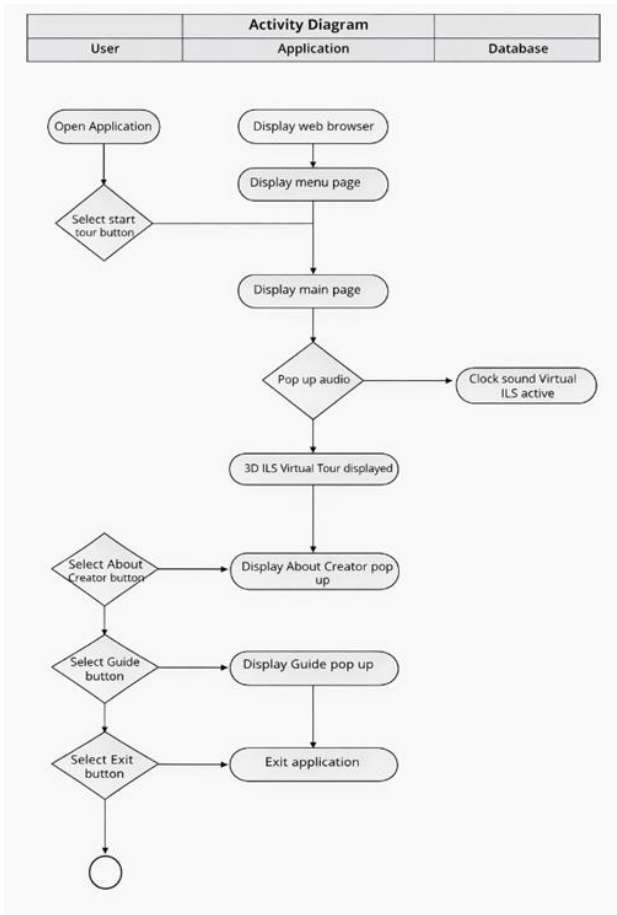 Activity Diagram
User
Application
Database
Open Application
Display web browser
Display menu page
Select start
tour button
Display main page
Pop up audio
Clock sound Virtual
ILS active
3D ILS Virtual Tour displayed
Select About
Creator button
Display About Creator pop
up
Select Guide
button
Display Guide pop up
Select Exit
button
Exit application